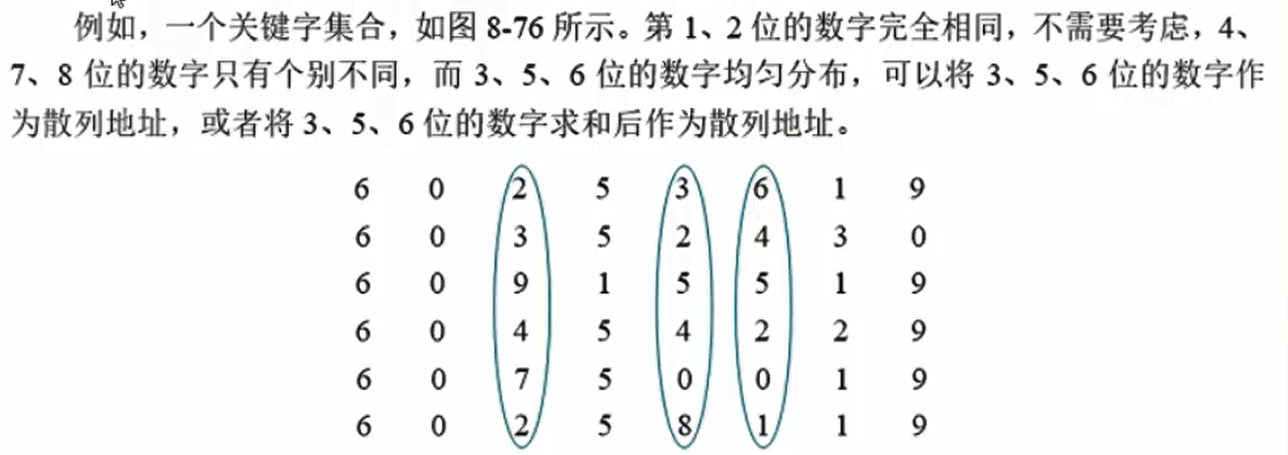 例如，一个关键字集合，如图 8-76 所示。第 1、2 位的数字完全相同，不需要考虑，4、
7、8 位的数字只有个别不同，而 3、5、6 位的数字均匀分布，可以将 3、5、6 位的数字作
为散列地址，或者将 3、5、6 位的数字求和后作为散列地址。
6 0 2 5 3 6 1 9
6 0 3 5 2 4 3 0
6 0 9 1 5 5 1 9
6 0 4 5 4 2 2 9
6 0 7 5 0 0 1 9
6 0 2 5 8 1 1 9